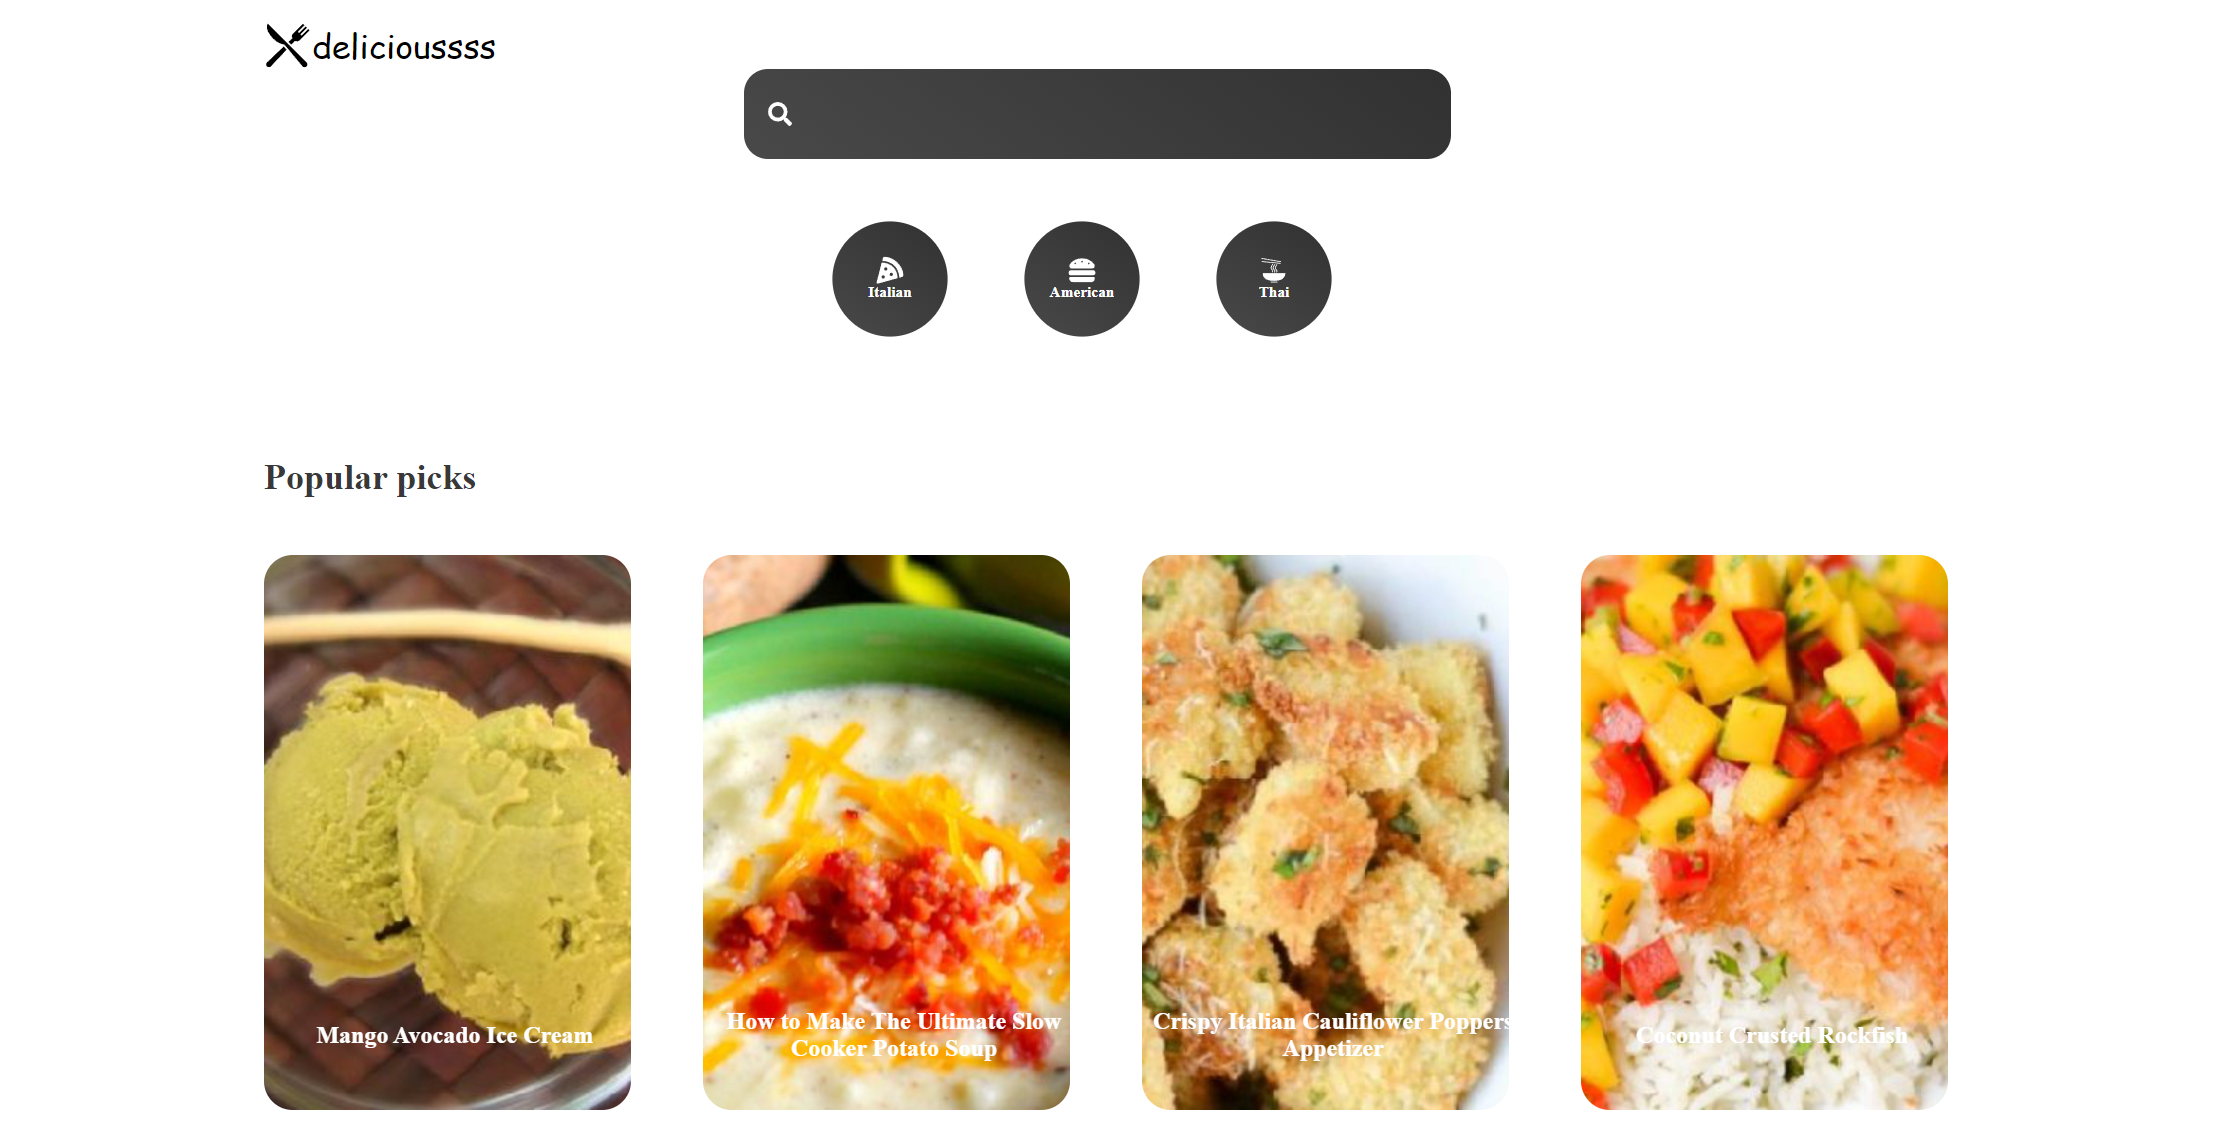 delicioussss
Italian
American
Thai
Popular picks
Mango Avocado Ice Cream
How to Make The Ultimate Slow
Cooker Potato Soup
Crispy Italian Cauliflower Poppers
Appetizer
Coconut Crusted Rockfish